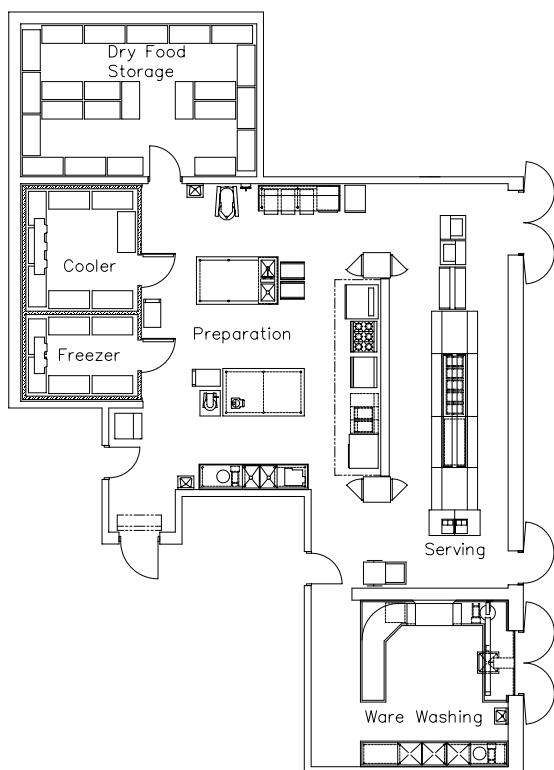 Dry Food
Storage
Cooler
Preparation
Freezer
Serving
Ware Washing